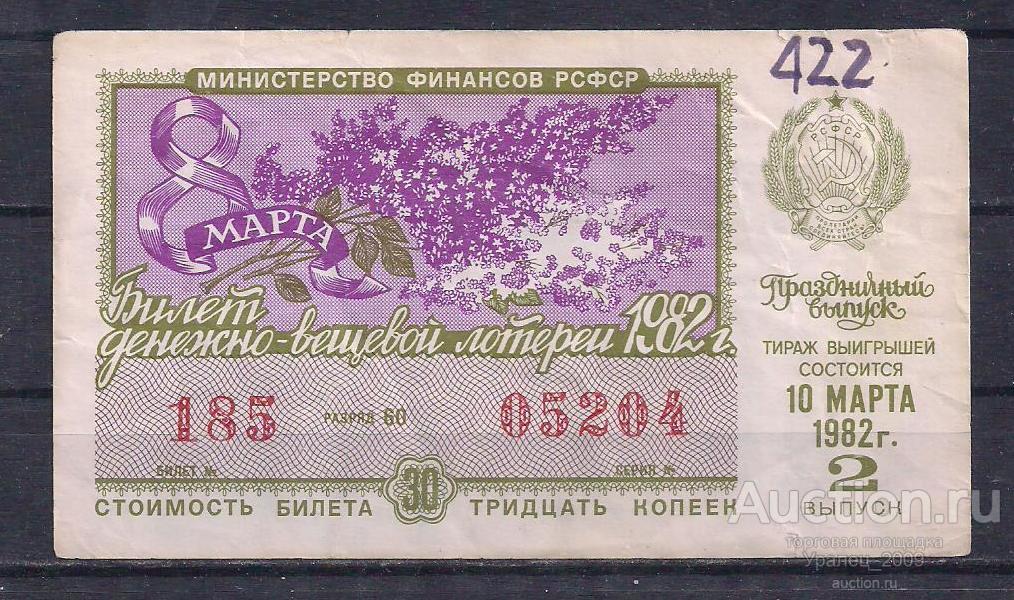 422
МИНИСТЕРСТВО ФИНАНСОВ РСФСР
8
МАРТА
Билет
денежно-вещевой лотереи 1982 г.
185
РАЗРЯД 60
05204
БИЛЕТ №
СЕРИЯ №
СТОИМОСТЬ БИЛЕТА 30 ТРИДЦАТЬ КОПЕЕК
РСФСР
Праздничный
выпуск
ТИРАЖ ВЫИГРЫШЕЙ
СОСТОИТСЯ
10 МАРТА
1982 г.
2
ВЫПУСК
Auction.ru
торговая площадка
Уралец_2009
auction.ru